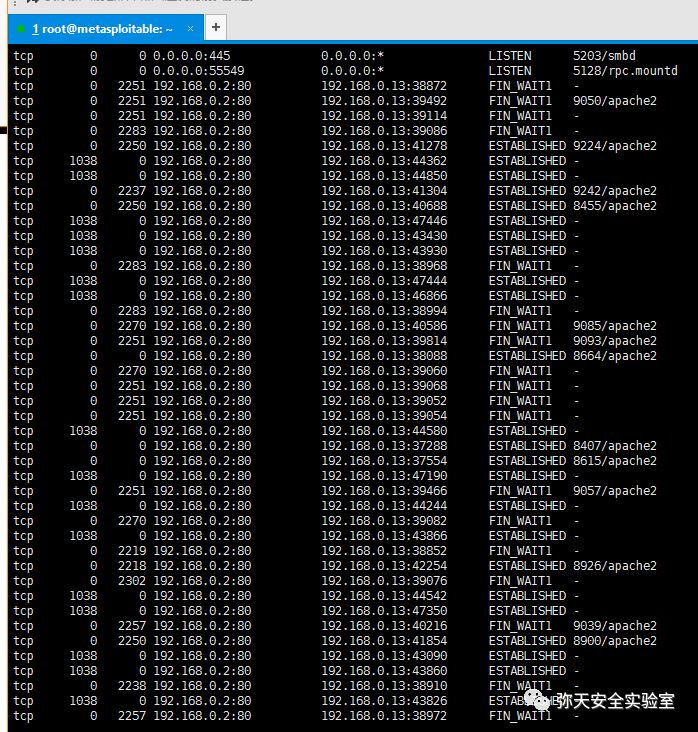 1 root@metasploitable: ~ × +
tcp 0 0 0.0.0.0:445 0.0.0.0:* LISTEN 5203/smbd
tcp 0 0 0.0.0.0:55549 0.0.0.0:* LISTEN 5128/rpc.mountd
tcp 0 2251 192.168.0.2:80 192.168.0.13:38872 FIN_WAIT1 -
tcp 0 2251 192.168.0.2:80 192.168.0.13:39492 FIN_WAIT1 9050/apache2
tcp 0 2251 192.168.0.2:80 192.168.0.13:39114 FIN_WAIT1 -
tcp 0 2283 192.168.0.2:80 192.168.0.13:39086 FIN_WAIT1 -
tcp 0 2250 192.168.0.2:80 192.168.0.13:41278 ESTABLISHED 9224/apache2
tcp 1038 0 192.168.0.2:80 192.168.0.13:44362 ESTABLISHED -
tcp 1038 0 192.168.0.2:80 192.168.0.13:44850 ESTABLISHED -
tcp 0 2237 192.168.0.2:80 192.168.0.13:41304 ESTABLISHED 9242/apache2
tcp 0 2250 192.168.0.2:80 192.168.0.13:40688 ESTABLISHED 8455/apache2
tcp 1038 0 192.168.0.2:80 192.168.0.13:47446 ESTABLISHED -
tcp 1038 0 192.168.0.2:80 192.168.0.13:43430 ESTABLISHED -
tcp 1038 0 192.168.0.2:80 192.168.0.13:43930 ESTABLISHED -
tcp 0 2283 192.168.0.2:80 192.168.0.13:38968 FIN_WAIT1 -
tcp 1038 0 192.168.0.2:80 192.168.0.13:47444 ESTABLISHED -
tcp 1038 0 192.168.0.2:80 192.168.0.13:46866 ESTABLISHED -
tcp 0 2283 192.168.0.2:80 192.168.0.13:38994 FIN_WAIT1 -
tcp 0 2270 192.168.0.2:80 192.168.0.13:40586 FIN_WAIT1 9085/apache2
tcp 0 2251 192.168.0.2:80 192.168.0.13:39814 FIN_WAIT1 9093/apache2
tcp 0 0 192.168.0.2:80 192.168.0.13:38088 ESTABLISHED 8664/apache2
tcp 0 2270 192.168.0.2:80 192.168.0.13:39060 FIN_WAIT1 -
tcp 0 2251 192.168.0.2:80 192.168.0.13:39068 FIN_WAIT1 -
tcp 0 2251 192.168.0.2:80 192.168.0.13:39052 FIN_WAIT1 -
tcp 0 2251 192.168.0.2:80 192.168.0.13:39054 FIN_WAIT1 -
tcp 1038 0 192.168.0.2:80 192.168.0.13:44580 ESTABLISHED -
tcp 0 0 192.168.0.2:80 192.168.0.13:37288 ESTABLISHED 8407/apache2
tcp 0 0 192.168.0.2:80 192.168.0.13:37554 ESTABLISHED 8615/apache2
tcp 1038 0 192.168.0.2:80 192.168.0.13:47190 ESTABLISHED -
tcp 0 2251 192.168.0.2:80 192.168.0.13:39466 FIN_WAIT1 9057/apache2
tcp 1038 0 192.168.0.2:80 192.168.0.13:44244 ESTABLISHED -
tcp 0 2270 192.168.0.2:80 192.168.0.13:39082 FIN_WAIT1 -
tcp 1038 0 192.168.0.2:80 192.168.0.13:43866 ESTABLISHED -
tcp 0 2219 192.168.0.2:80 192.168.0.13:38852 FIN_WAIT1 -
tcp 0 2218 192.168.0.2:80 192.168.0.13:42254 ESTABLISHED 8926/apache2
tcp 0 2302 192.168.0.2:80 192.168.0.13:39076 FIN_WAIT1 -
tcp 1038 0 192.168.0.2:80 192.168.0.13:44542 ESTABLISHED -
tcp 1038 0 192.168.0.2:80 192.168.0.13:47350 ESTABLISHED -
tcp 0 2257 192.168.0.2:80 192.168.0.13:40216 FIN_WAIT1 9039/apache2
tcp 0 2250 192.168.0.2:80 192.168.0.13:41854 ESTABLISHED 8900/apache2
tcp 1038 0 192.168.0.2:80 192.168.0.13:43090 ESTABLISHED -
tcp 1038 0 192.168.0.2:80 192.168.0.13:43860 ESTABLISHED -
tcp 0 2238 192.168.0.2:80 192.168.0.13:38910 FIN_WAIT1 -
tcp 1038 0 192.168.0.2:80 192.168.0.13:43826
弥天安全实验室
tcp 0 2257 192.168.0.2:80 192.168.0.13:38972 FIN_WAIT1 -